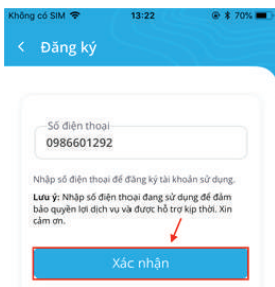 Không có SIM 13:22 70%
Đăng ký
Số điện thoại
0986601292
Nhập số điện thoại để đăng ký tài khoản sử dụng.
Lưu ý: Nhập số điện thoại đang sử dụng để đảm
bảo quyền lợi dịch vụ và được hỗ trợ kịp thời. Xin
cảm ơn.
Xác nhận